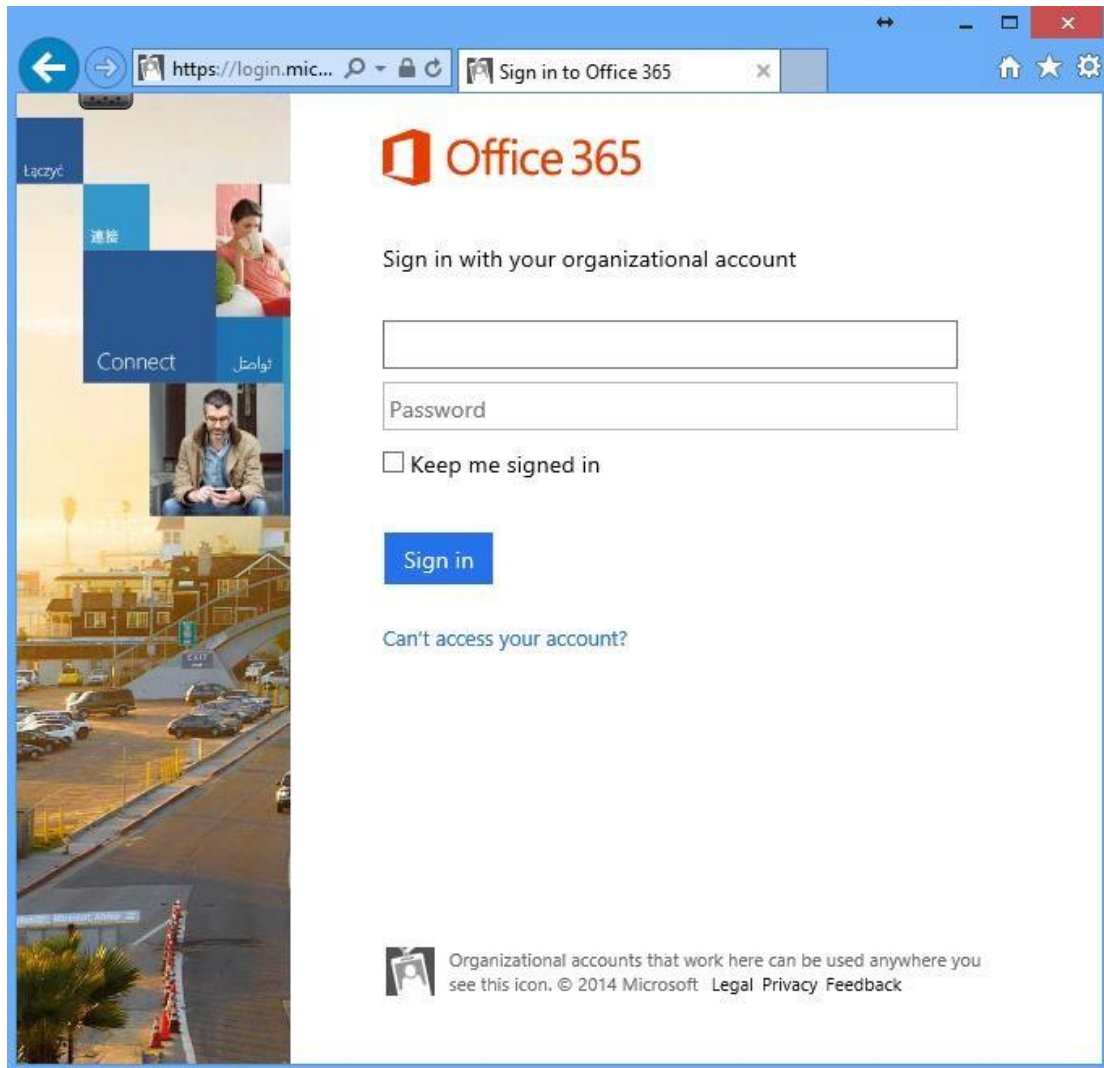 https://login.mic...
Sign in to Office 365
Łączyć
連接
Connect
تواصل
EXIT
Office 365
Sign in with your organizational account
Password
Keep me signed in
Sign in
Can't access your account?
Organizational accounts that work here can be used anywhere you
see this icon. © 2014 Microsoft Legal Privacy Feedback